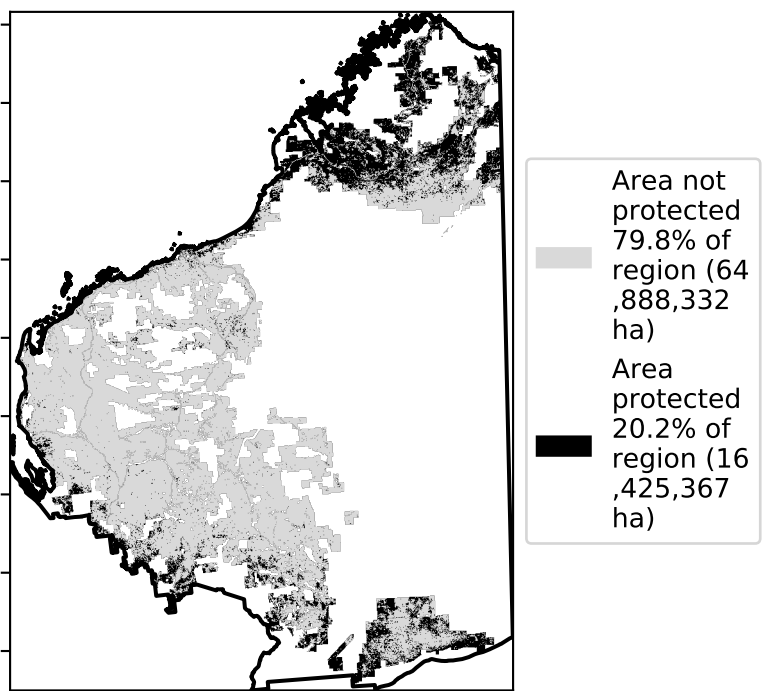 Area not
protected
79.8% of
region (64
,888,332
ha)
Area
protected
20.2% of
region (16
,425,367
ha)